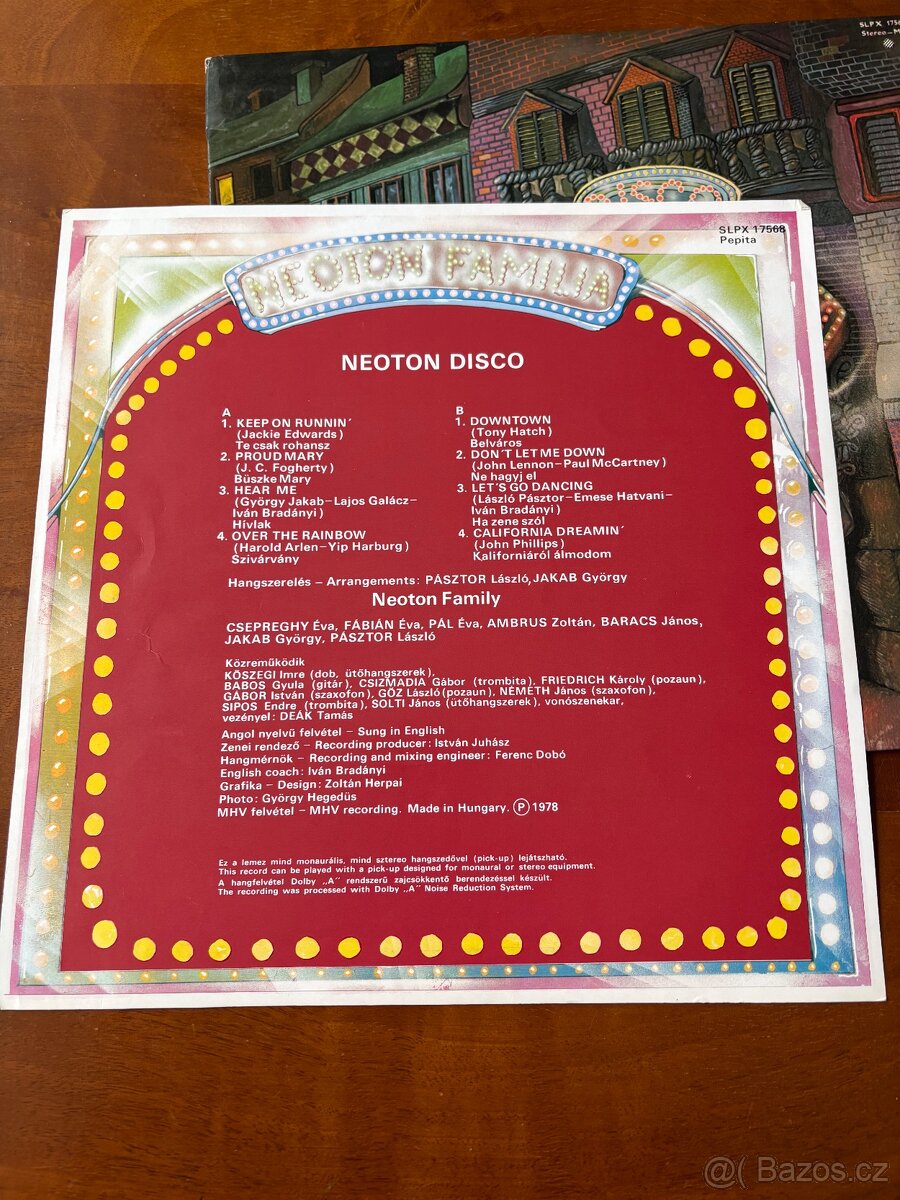 SLPX 1756
Stereo-M
SLPX 17568
Pepita
NEOTON FAMILIA
NEOTON DISCO
A
1. KEEP ON RUNNIN´
(Jackie Edwards)
Te csak rohansz
2. PROUD MARY
(J. C. Fogherty)
Büszke Mary
3. HEAR ME
(György Jakab–Lajos Galácz–
Iván Bradányi)
Hívlak
4. OVER THE RAINBOW
(Harold Arlen–Yip Harburg)
Szivárvány
B
1. DOWNTOWN
(Tony Hatch)
Belváros
2. DON´T LET ME DOWN
(John Lennon–Paul McCartney)
Ne hagyj el
3. LET´S GO DANCING
(László Pásztor–Emese Hatvani–
Iván Bradányi)
Ha zene szól
4. CALIFORNIA DREAMIN´
(John Phillips)
Kaliforniáról álmodom
Hangszerelés – Arrangements: PÁSZTOR László, JAKAB György
Neoton Family
CSEPREGHY Éva, FÁBIÁN Éva, PÁL Éva, AMBRUS Zoltán, BARACS János,
JAKAB György, PÁSZTOR László
Közreműködik
KŐSZEGI Imre (dob, ütőhangszerek),
BABOS Gyula (gitár), CSIZMADIA Gábor (trombita), FRIEDRICH Károly (pozaun),
GÁBOR István (szaxofon), GŐZ László (pozaun), NÉMETH János (szaxofon),
SIPOS Endre (trombita), SOLTI János (ütőhangszerek), vonószenekar,
vezényel: DEÁK Tamás
Angol nyelvű felvétel – Sung in English
Zenei rendező – Recording producer: István Juhász
Hangmérnök – Recording and mixing engineer: Ferenc Dobó
English coach: Iván Bradányi
Grafika – Design: Zoltán Herpai
Photo: György Hegedüs
MHV felvétel – MHV recording. Made in Hungary. Ⓟ 1978
Ez a lemez mind monaurális, mind sztereo hangszedővel (pick-up) lejátszható.
This record can be played with a pick-up designed for monaural or stereo equipment.
A hangfelvétel Dolby „A" rendszerű zajcsökkentő berendezéssel készült.
The recording was processed with Dolby „A" Noise Reduction System.
@( Bazos.cz